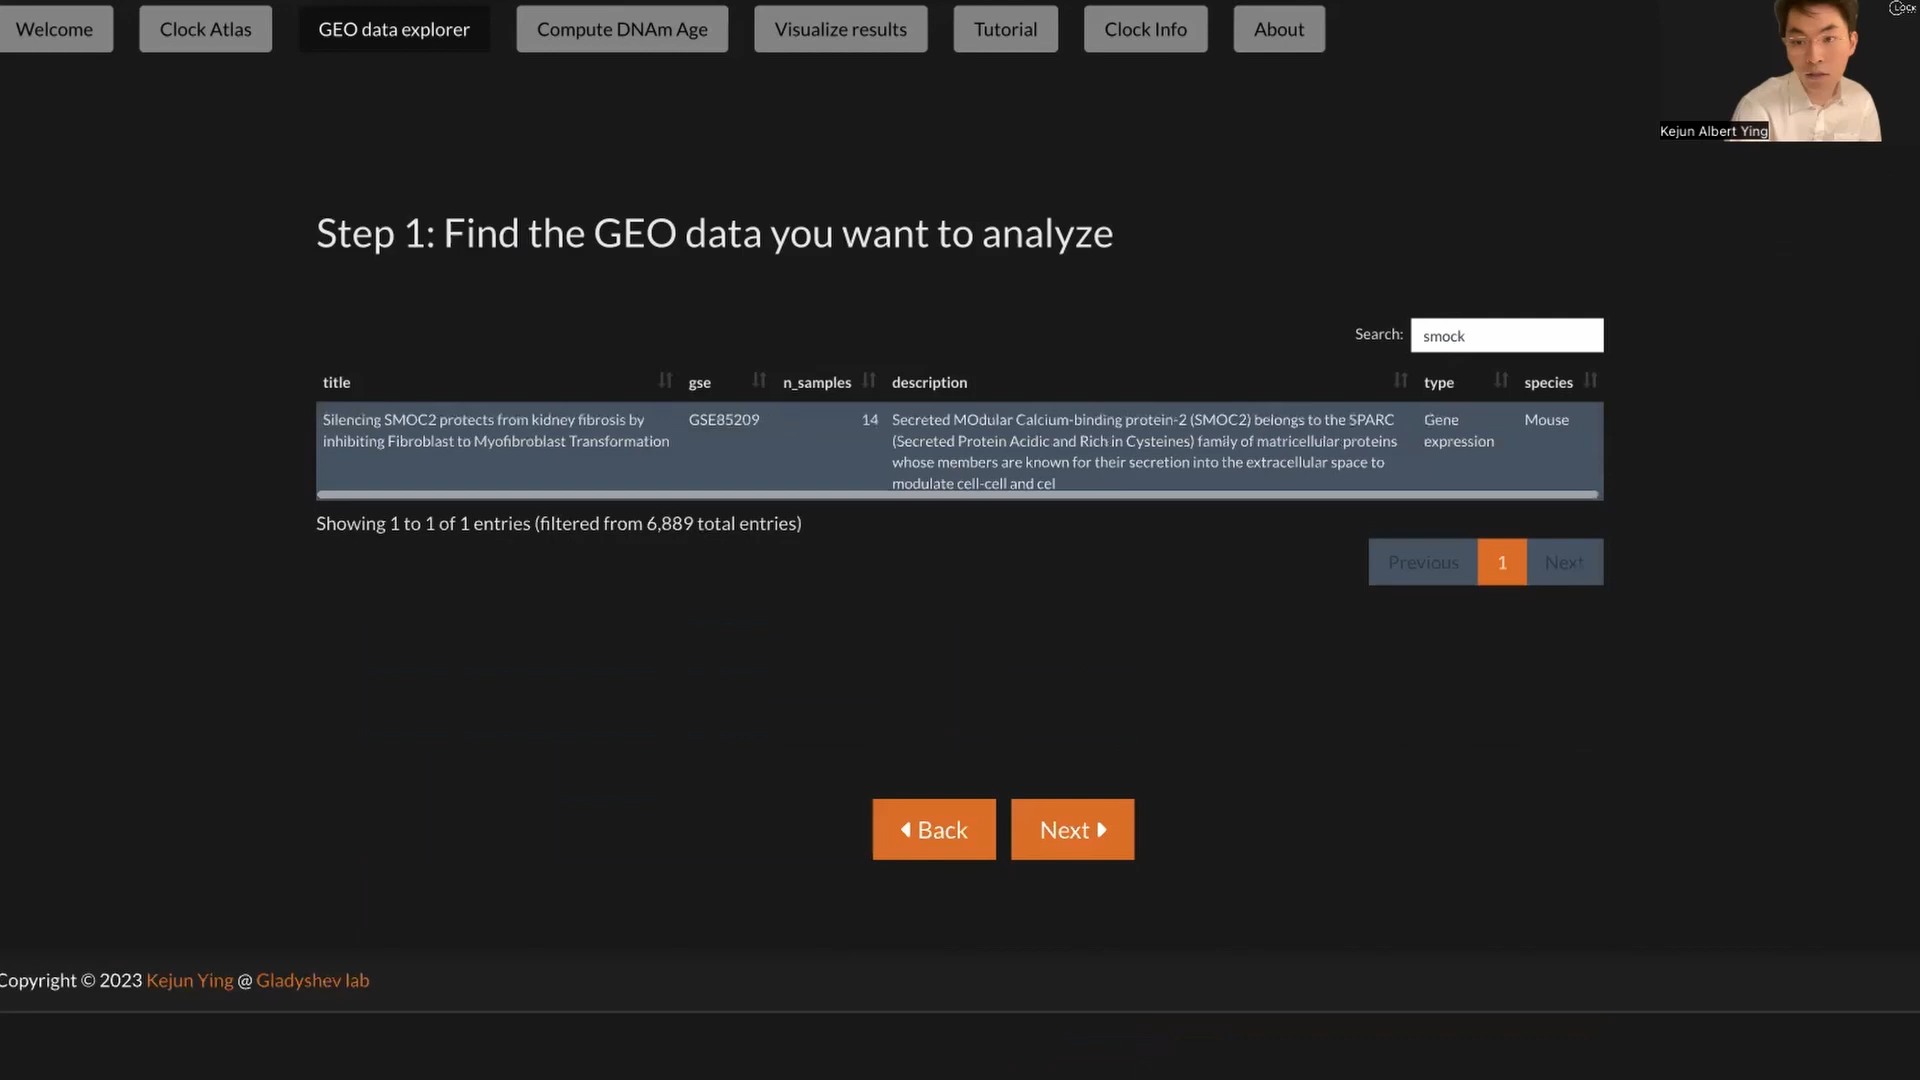 Welcome
Clock Atlas
GEO data explorer
Compute DNAm Age
Visualize results
Tutorial
Clock Info
About
CLOCK
Kejun Albert Ying
Step 1: Find the GEO data you want to analyze
Search: smock
title gse n_samples description type species
Silencing SMOC2 protects from kidney fibrosis by GSE85209 14 Secreted MOdular Calcium-binding protein-2 (SMOC2) belongs to the SPARC Gene Mouse
inhibiting Fibroblast to Myofibroblast Transformation (Secreted Protein Acidic and Rich in Cysteines) family of matricellular proteins expression
whose members are known for their secretion into the extracellular space to
modulate cell-cell and cel
Showing 1 to 1 of 1 entries (filtered from 6,889 total entries)
Previous 1 Next
Back Next
Copyright © 2023 Kejun Ying @ Gladyshev lab